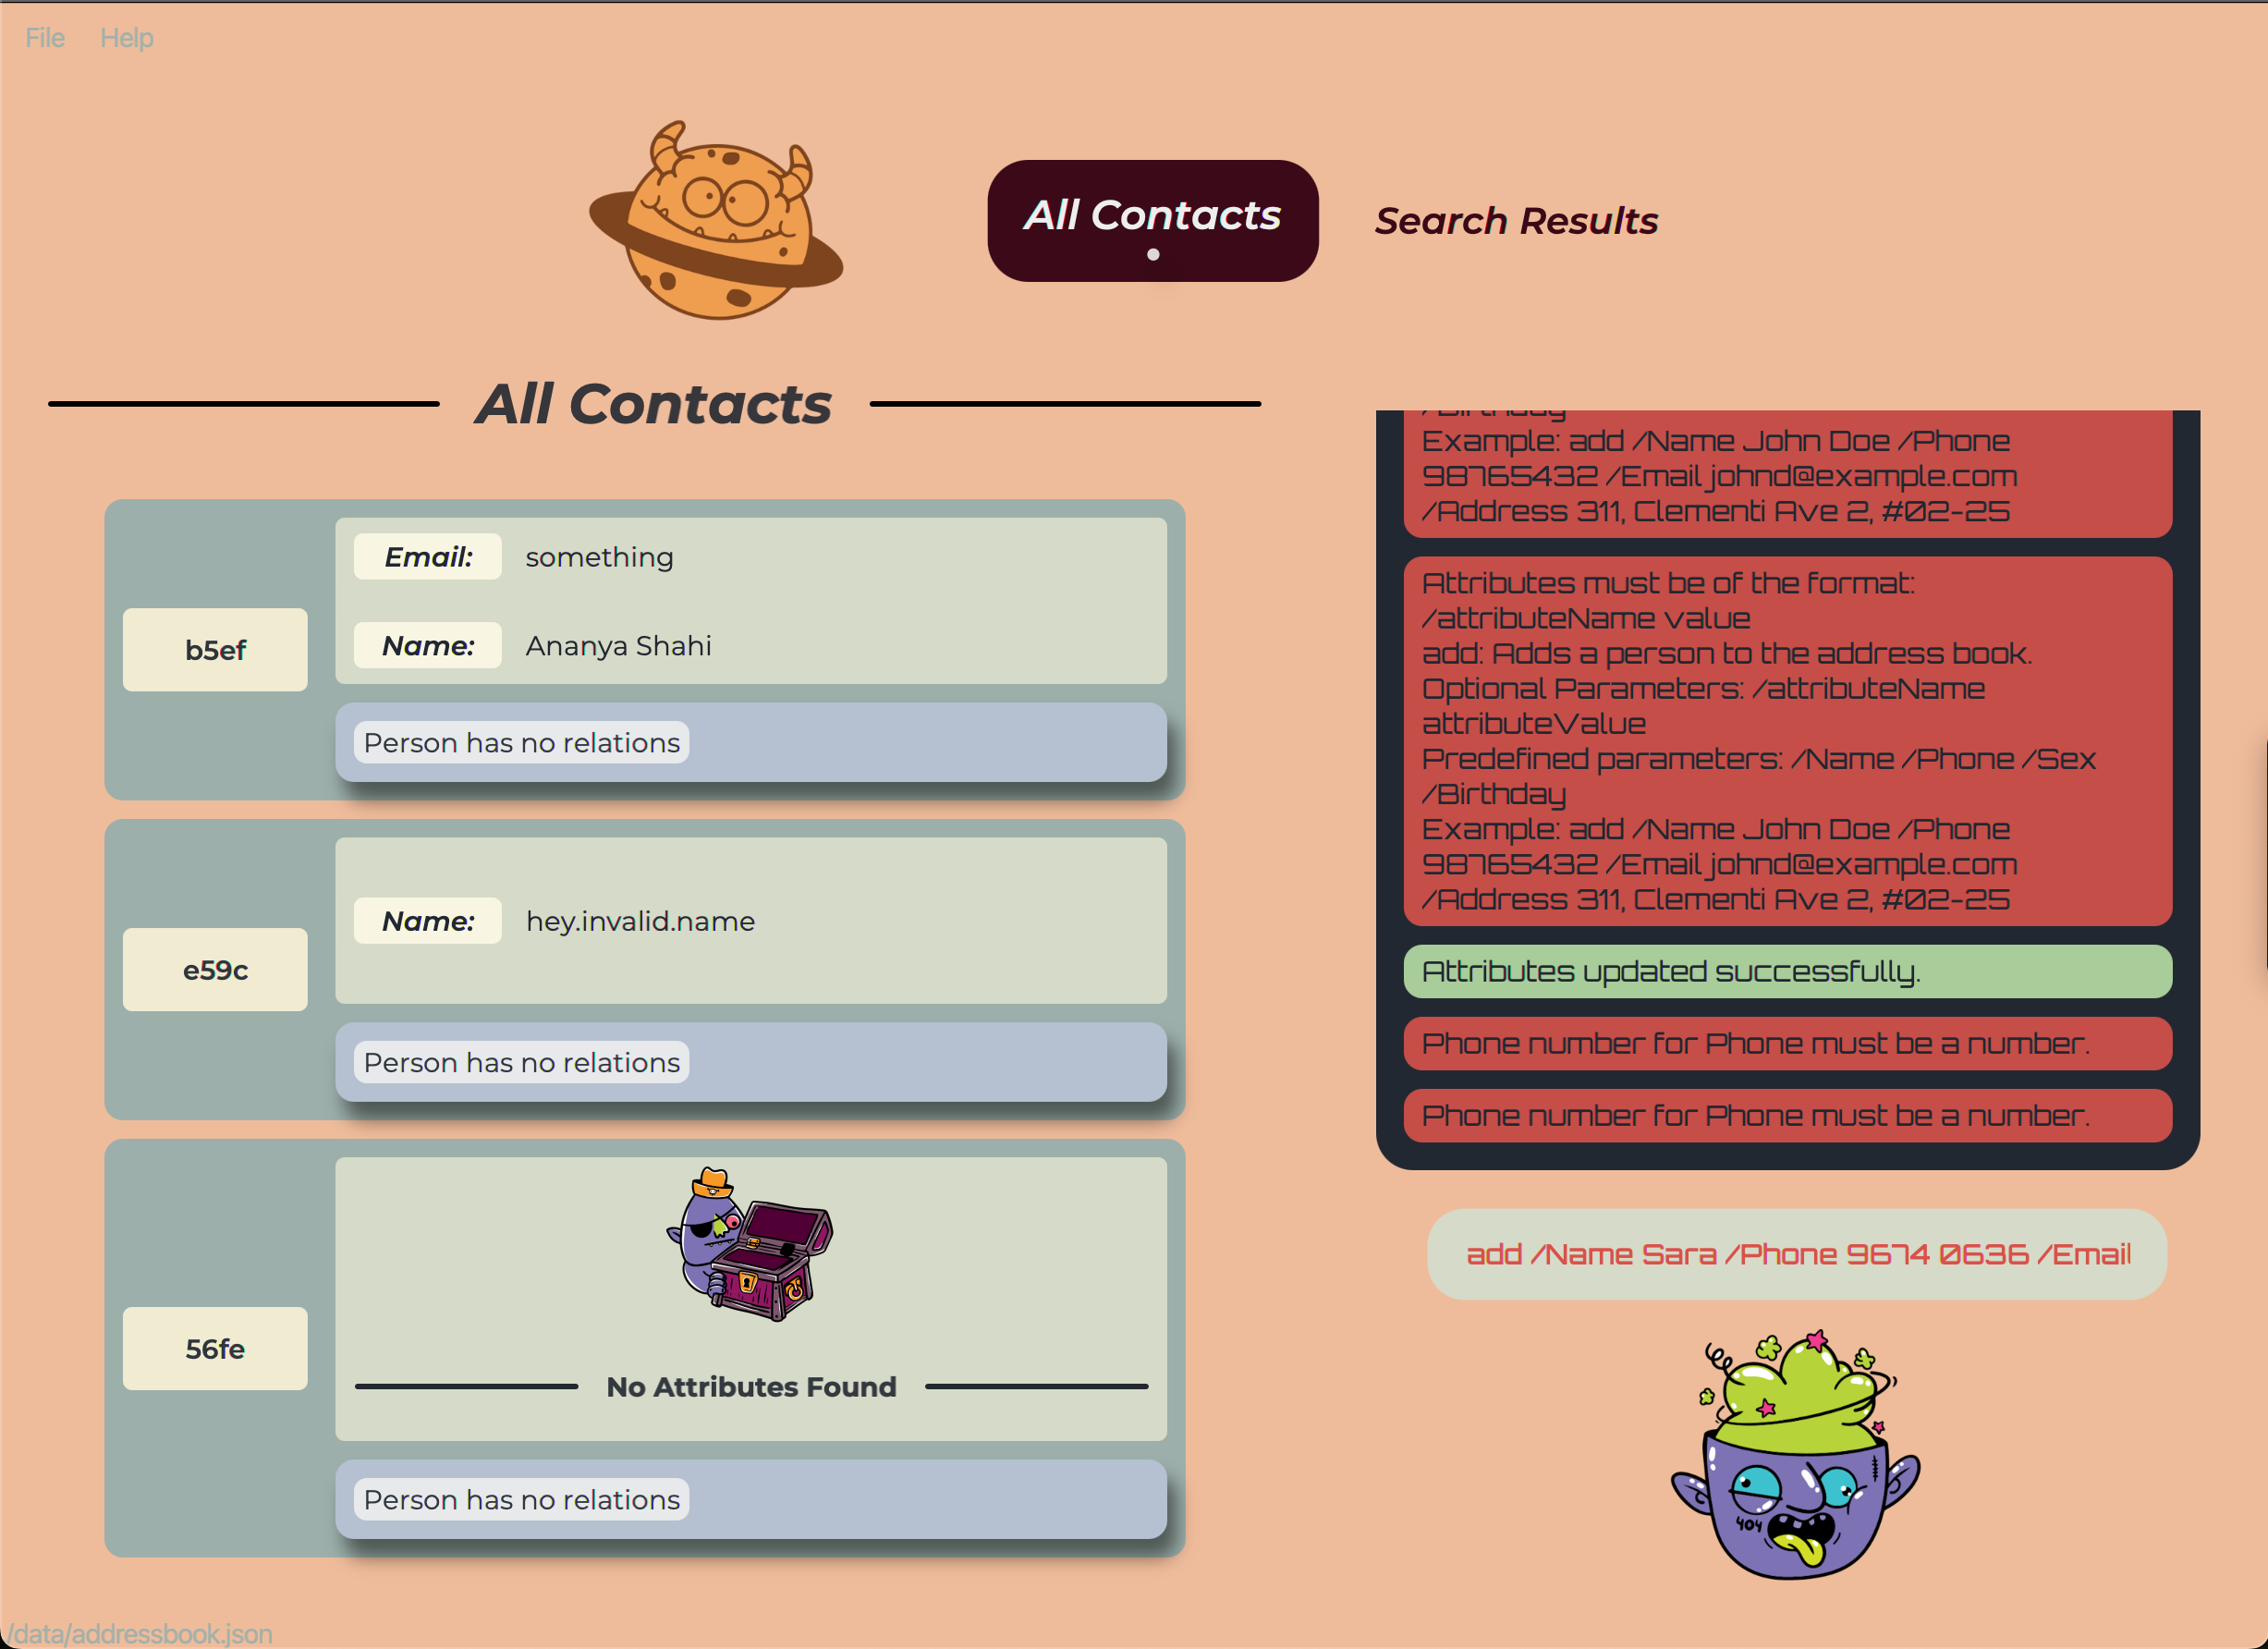 File Help
All Contacts
Search Results
All Contacts
b5ef
Email: something
Name: Ananya Shahi
Person has no relations
e59c
Name: hey.invalid.name
Person has no relations
56fe
No Attributes Found
Person has no relations
/Birthday
Example: add /Name John Doe /Phone
98765432 /Email johnd@example.com
/Address 311, Clementi Ave 2, #02-25
Attributes must be of the format:
/attributeName value
add: Adds a person to the address book.
Optional Parameters: /attributeName
attributeValue
Predefined parameters: /Name /Phone /Sex
/Birthday
Example: add /Name John Doe /Phone
98765432 /Email johnd@example.com
/Address 311, Clementi Ave 2, #02-25
Attributes updated successfully.
Phone number for Phone must be a number.
Phone number for Phone must be a number.
add /Name Sara /Phone 9674 0636 /Email
404
/data/addressbook.json